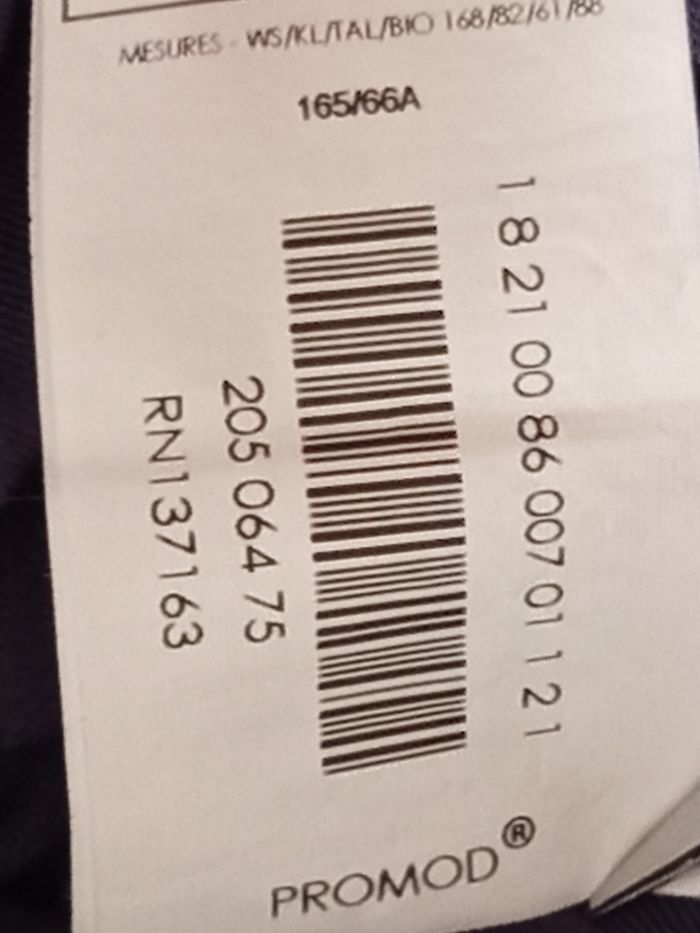 MESURES - WS/KL/TAL/BIO 168/82/61/88
165/66A
1 8 21 00 86 007 01 1 2 1
205 064 75
RN137163
PROMOD®